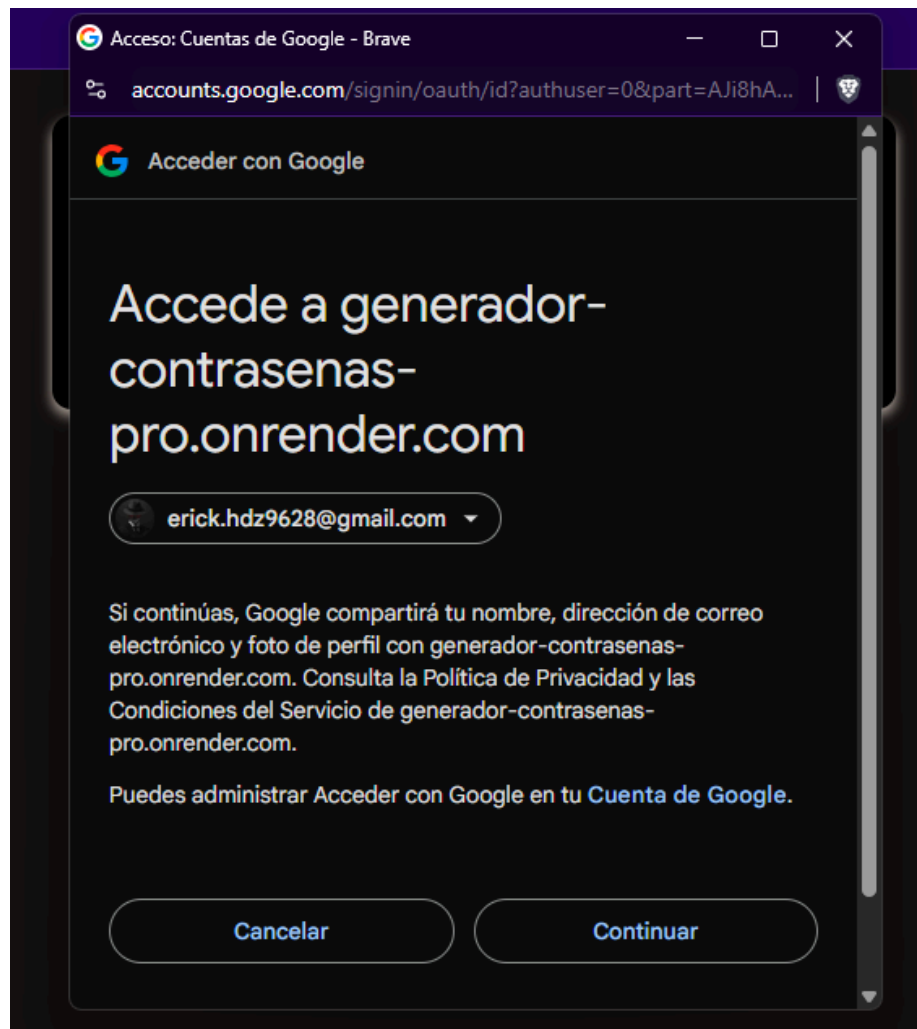 Acceso: Cuentas de Google - Brave
accounts.google.com/signin/oauth/id?authuser=0&part=AJi8hA...
Acceder con Google
Accede a generador-
contrasenas-
pro.onrender.com
erick.hdz9628@gmail.com
Si continúas, Google compartirá tu nombre, dirección de correo
electrónico y foto de perfil con generador-contrasenas-
pro.onrender.com. Consulta la Política de Privacidad y las
Condiciones del Servicio de generador-contrasenas-
pro.onrender.com.
Puedes administrar Acceder con Google en tu Cuenta de Google.
Cancelar
Continuar